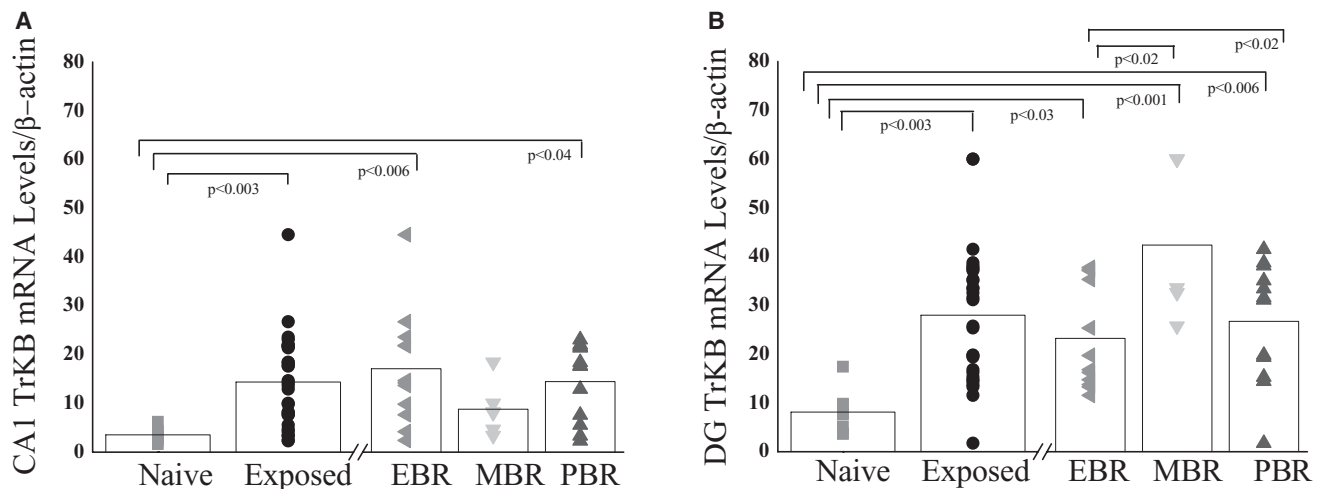 A
CA1 TrKB mRNA Levels/β–actin
80
70
60
50
40
30
20
10
0
p<0.04
p<0.006
p<0.003
Naive Exposed EBR MBR PBR
B
DG TrKB mRNA Levels/β-actin
80
70
60
50
40
30
20
10
0
p<0.02
p<0.02
p<0.006
p<0.001
p<0.03
p<0.003
Naive Exposed EBR MBR PBR